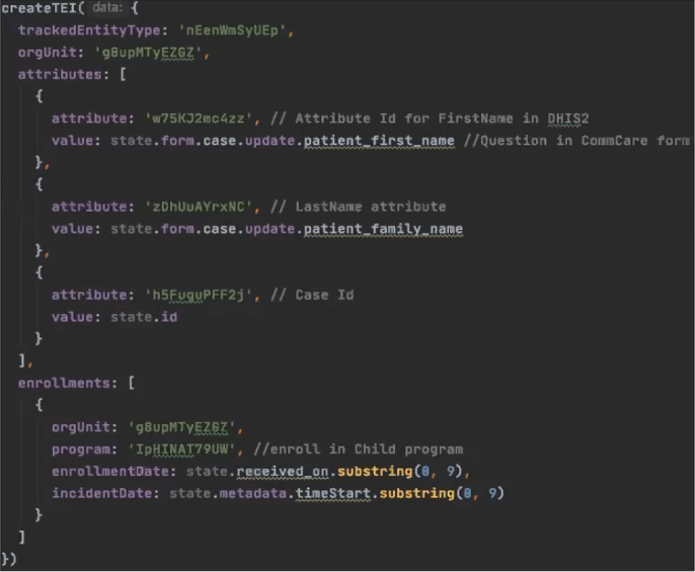 createTEI( data: {
  trackedEntityType: 'nEenWmSyUEp',
  orgUnit: 'g8upMTyEZGZ',
  attributes: [
    {
      attribute: 'w75KJ2mc4zz', // Attribute Id for FirstName in DHIS2
      value: state.form.case.update.patient_first_name //Question in CommCare form
    },
    {
      attribute: 'zDhUuAYrxNC', // LastName attribute
      value: state.form.case.update.patient_family_name
    },
    {
      attribute: 'h5FuguPFF2j', // Case Id
      value: state.id
    }
  ],
  enrollments: [
    {
      orgUnit: 'g8upMTyEZGZ',
      program: 'IpHINAT79UW', //enroll in Child program
      enrollmentDate: state.received_on.substring(0, 9),
      incidentDate: state.metadata.timeStart.substring(0, 9)
    }
  ]
})